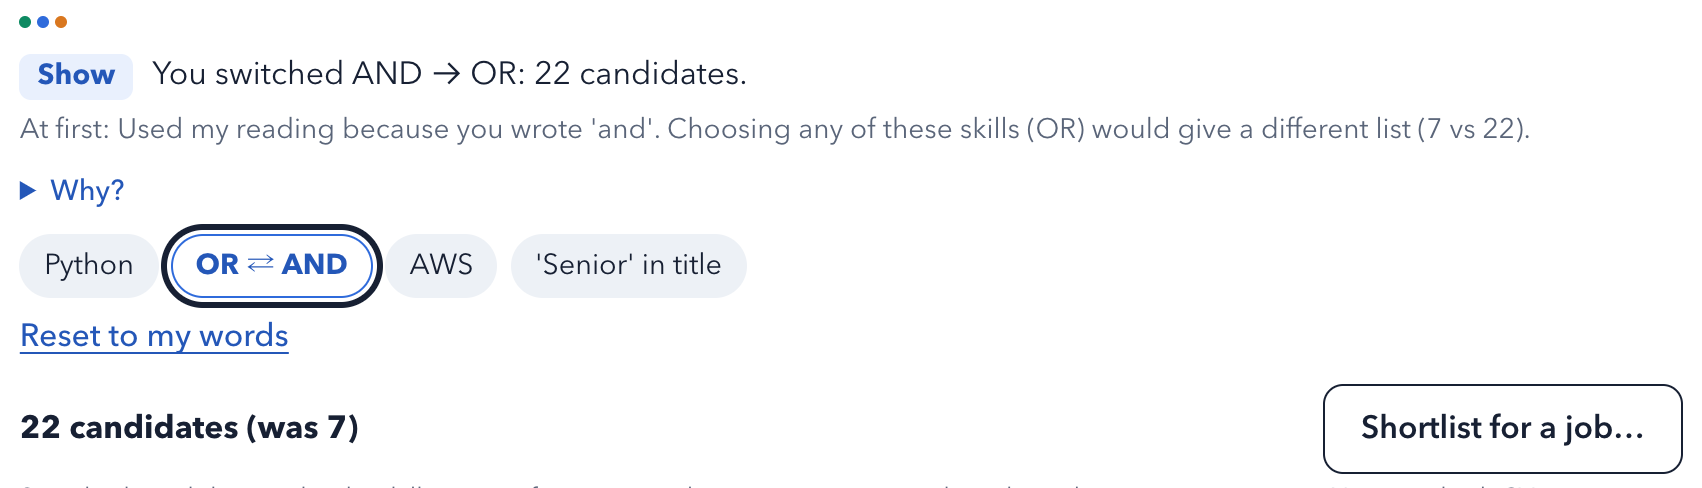 Show You switched AND → OR: 22 candidates.
At first: Used my reading because you wrote 'and'. Choosing any of these skills (OR) would give a different list (7 vs 22).
▶ Why?
Python OR ⇄ AND AWS 'Senior' in title
Reset to my words
22 candidates (was 7) Shortlist for a job...